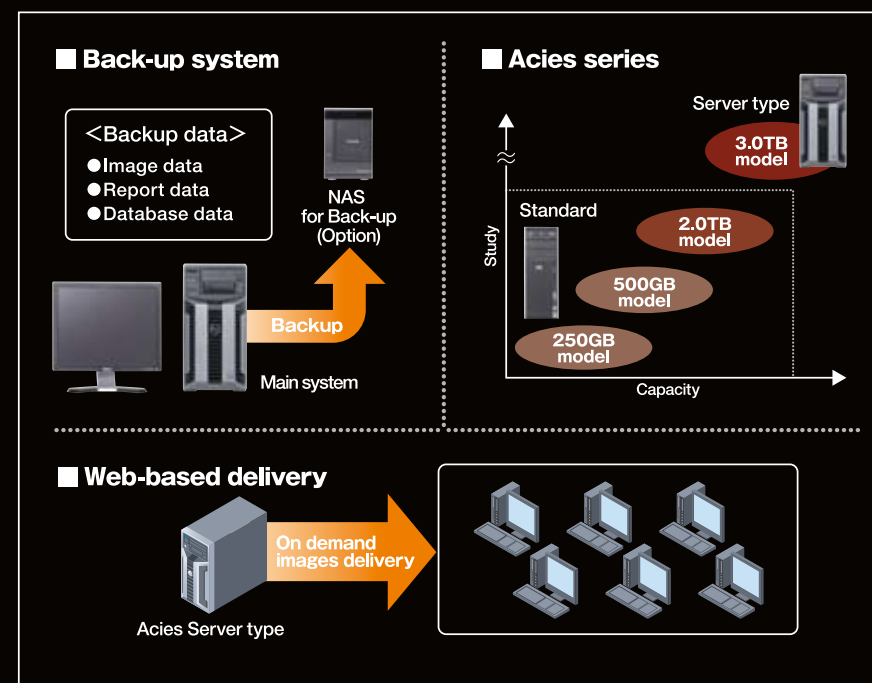 ■ Back-up system
<Backup data>
●Image data
●Report data
●Database data
NAS
for Back-up
(Option)
Backup
Main system
■ Acies series
Server type
3.0TB
model
Standard
2.0TB
model
500GB
model
250GB
model
Study
Capacity
■ Web-based delivery
On demand
images delivery
Acies Server type